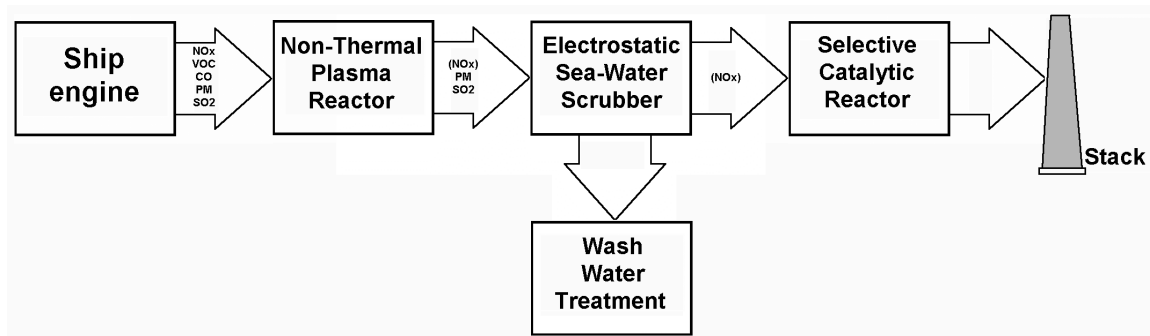 Ship
engine
NOx
VOC
CO
PM
SO2
Non-Thermal
Plasma
Reactor
(NOx)
PM
SO2
Electrostatic
Sea-Water
Scrubber
(NOx)
Selective
Catalytic
Reactor
Stack
Wash
Water
Treatment